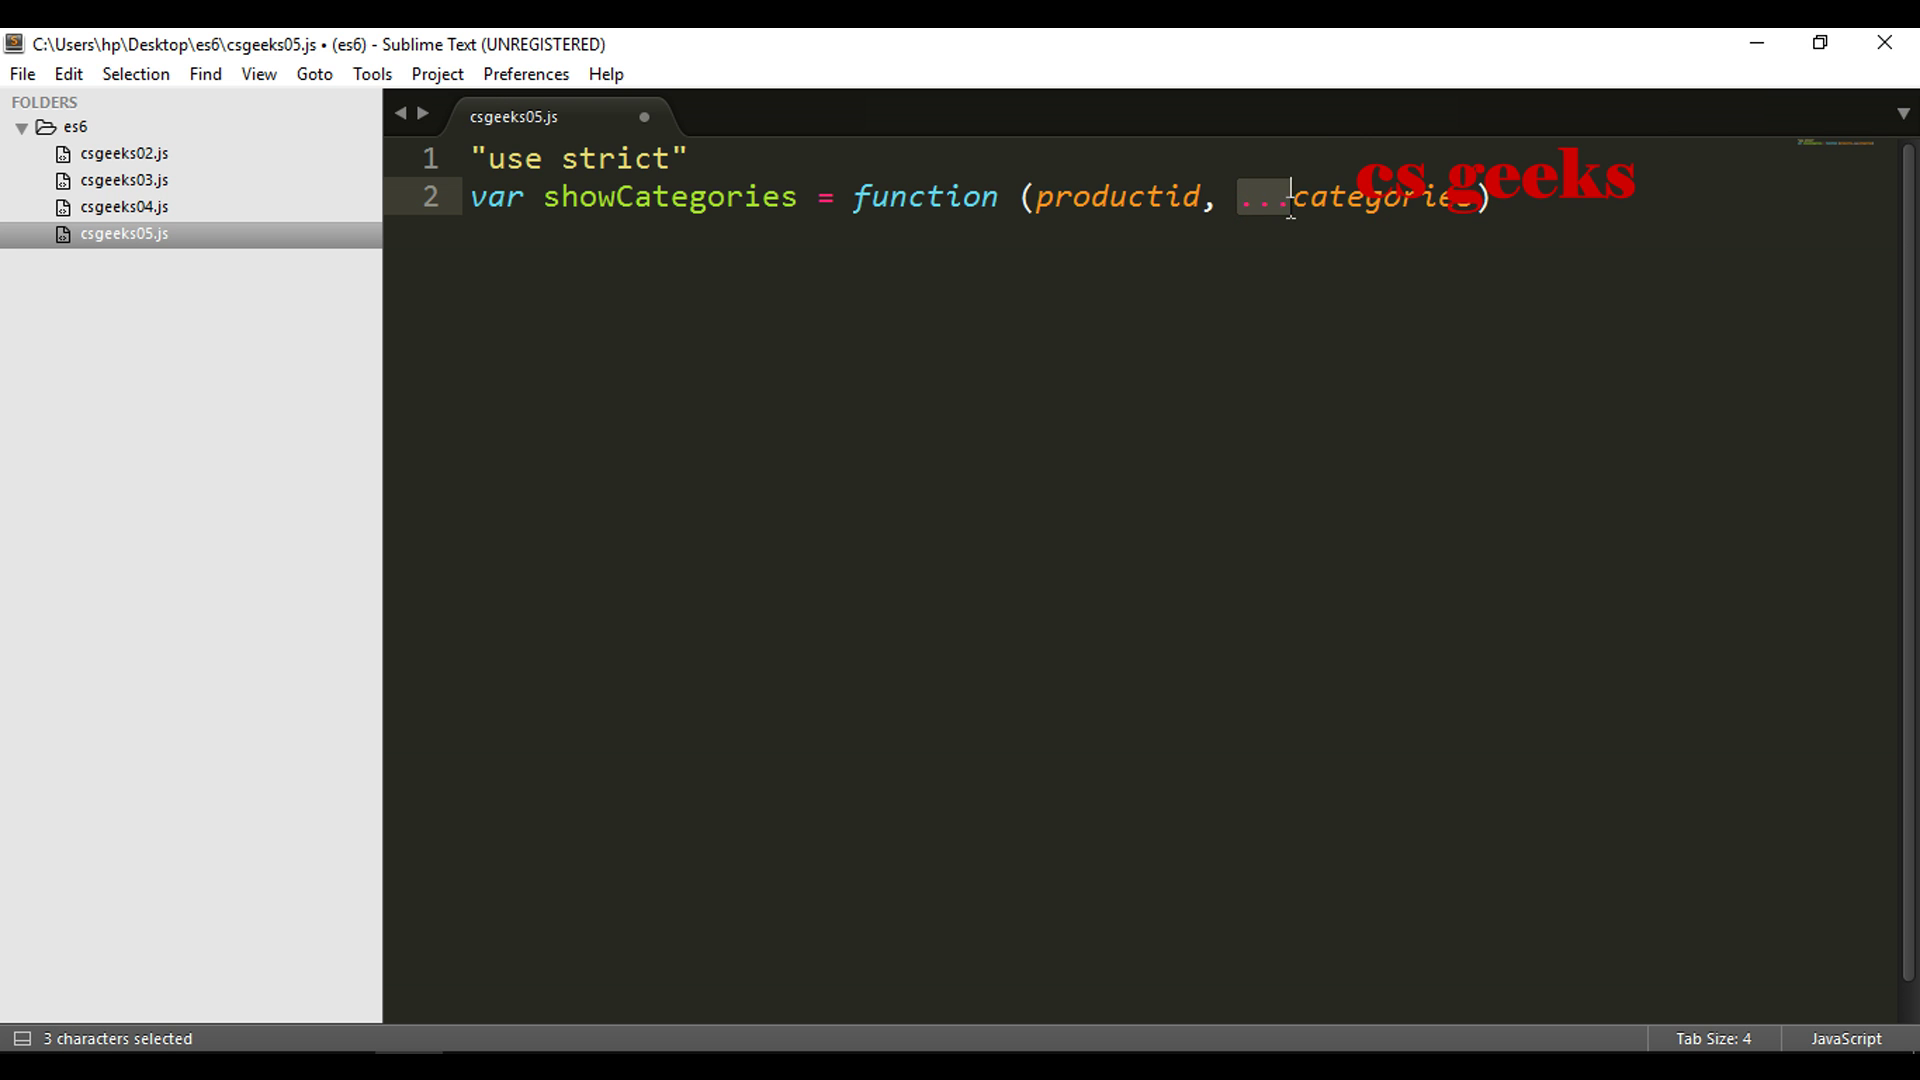 C:\Users\hp\Desktop\es6\csgeeks05.js • (es6) - Sublime Text (UNREGISTERED)
File Edit Selection Find View Goto Tools Project Preferences Help
FOLDERS
es6
csgeeks02.js
csgeeks03.js
csgeeks04.js
csgeeks05.js
csgeeks05.js
1 "use strict"
2 var showCategories = function (productid, ...categories)
cs geeks
3 characters selected
Tab Size: 4
JavaScript